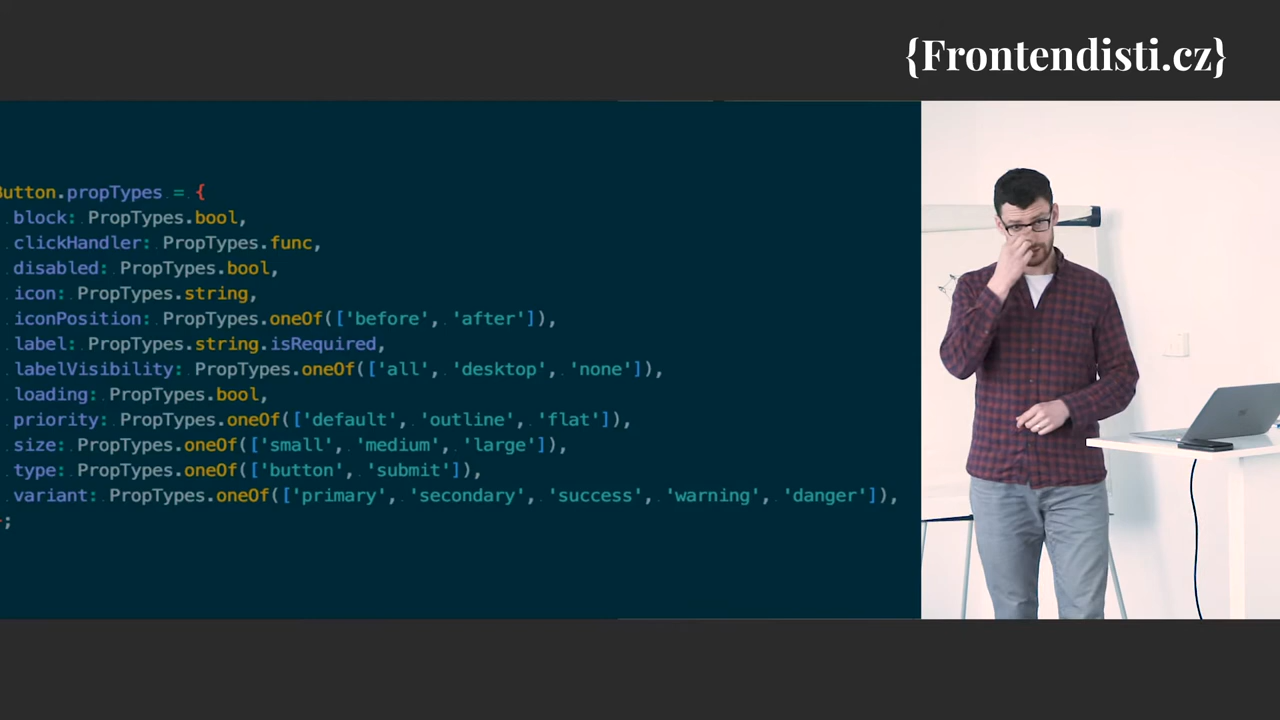 {Frontendisti.cz}
Button.propTypes = {
block: PropTypes.bool,
clickHandler: PropTypes.func,
disabled: PropTypes.bool,
icon: PropTypes.string,
iconPosition: PropTypes.oneOf(['before', 'after']),
label: PropTypes.string.isRequired,
labelVisibility: PropTypes.oneOf(['all', 'desktop', 'none']),
loading: PropTypes.bool,
priority: PropTypes.oneOf(['default', 'outline', 'flat']),
size: PropTypes.oneOf(['small', 'medium', 'large']),
type: PropTypes.oneOf(['button', 'submit']),
variant: PropTypes.oneOf(['primary', 'secondary', 'success', 'warning', 'danger']),
};